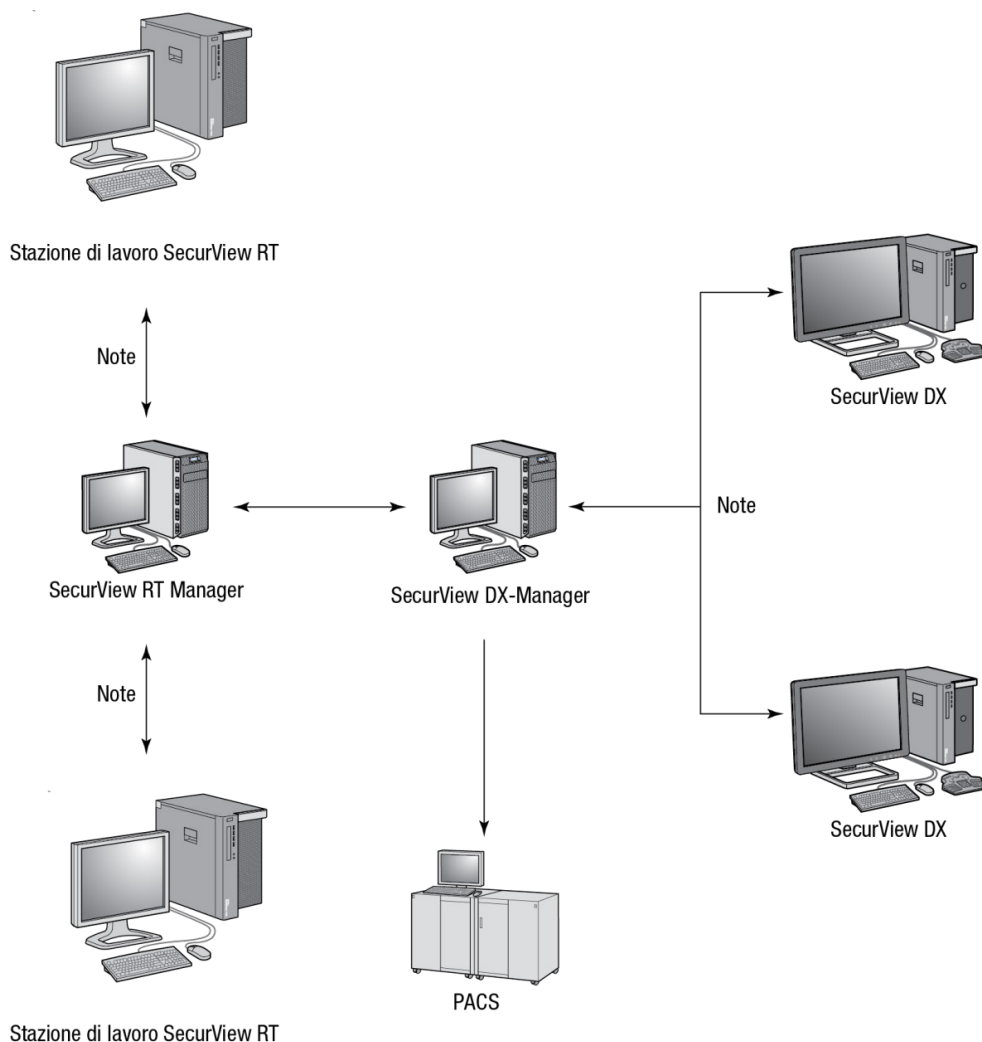 Stazione di lavoro SecurView RT
Note
SecurView DX
SecurView RT Manager
SecurView DX-Manager
Note
Note
SecurView DX
PACS
Stazione di lavoro SecurView RT